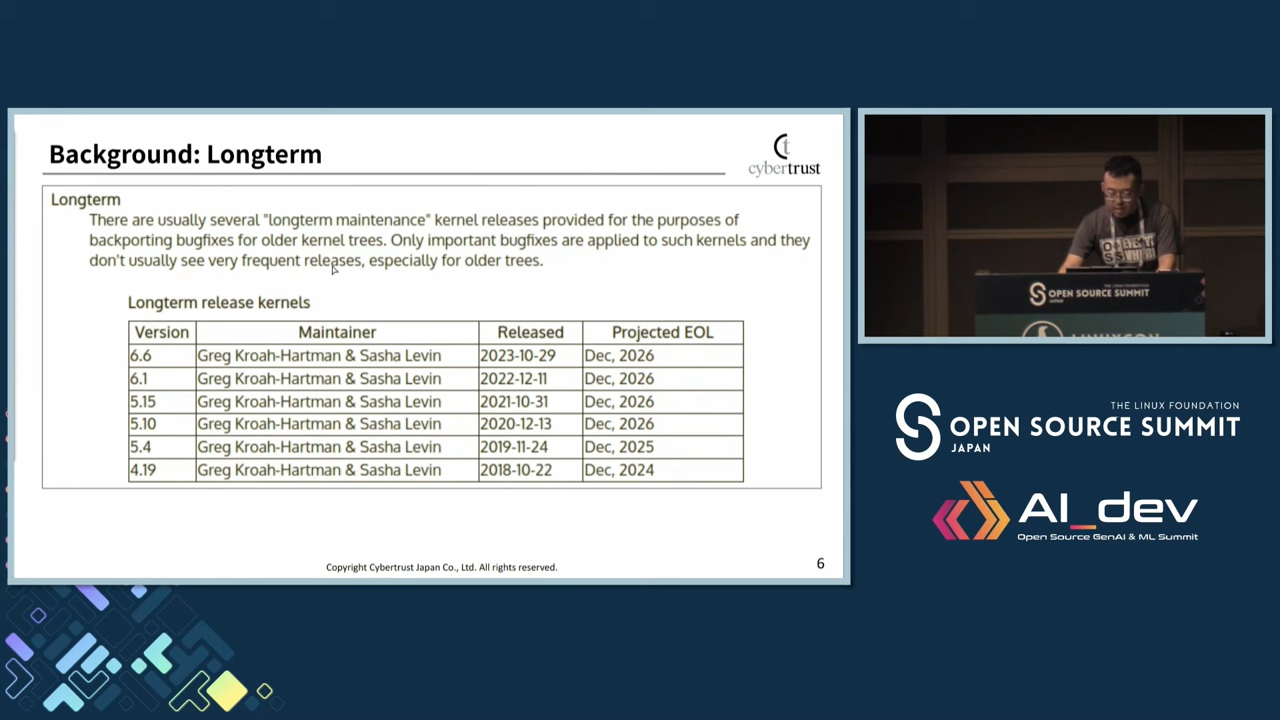 Background: Longterm
cybertrust
Longterm
There are usually several "longterm maintenance" kernel releases provided for the purposes of
backporting bugfixes for older kernel trees. Only important bugfixes are applied to such kernels and they
don't usually see very frequent releases, especially for older trees.
Longterm release kernels
Version Maintainer Released Projected EOL
6.6 Greg Kroah-Hartman & Sasha Levin 2023-10-29 Dec, 2026
6.1 Greg Kroah-Hartman & Sasha Levin 2022-12-11 Dec, 2026
5.15 Greg Kroah-Hartman & Sasha Levin 2021-10-31 Dec, 2026
5.10 Greg Kroah-Hartman & Sasha Levin 2020-12-13 Dec, 2026
5.4 Greg Kroah-Hartman & Sasha Levin 2019-11-24 Dec, 2025
4.19 Greg Kroah-Hartman & Sasha Levin 2018-10-22 Dec, 2024
Copyright Cybertrust Japan Co., Ltd. All rights reserved.
6
THE LINUX FOUNDATION
OPEN SOURCE SUMMIT
JAPAN
LINUXCON
THE LINUX FOUNDATION
OPEN SOURCE SUMMIT
JAPAN
AI_dev
Open Source GenAI & ML Summit